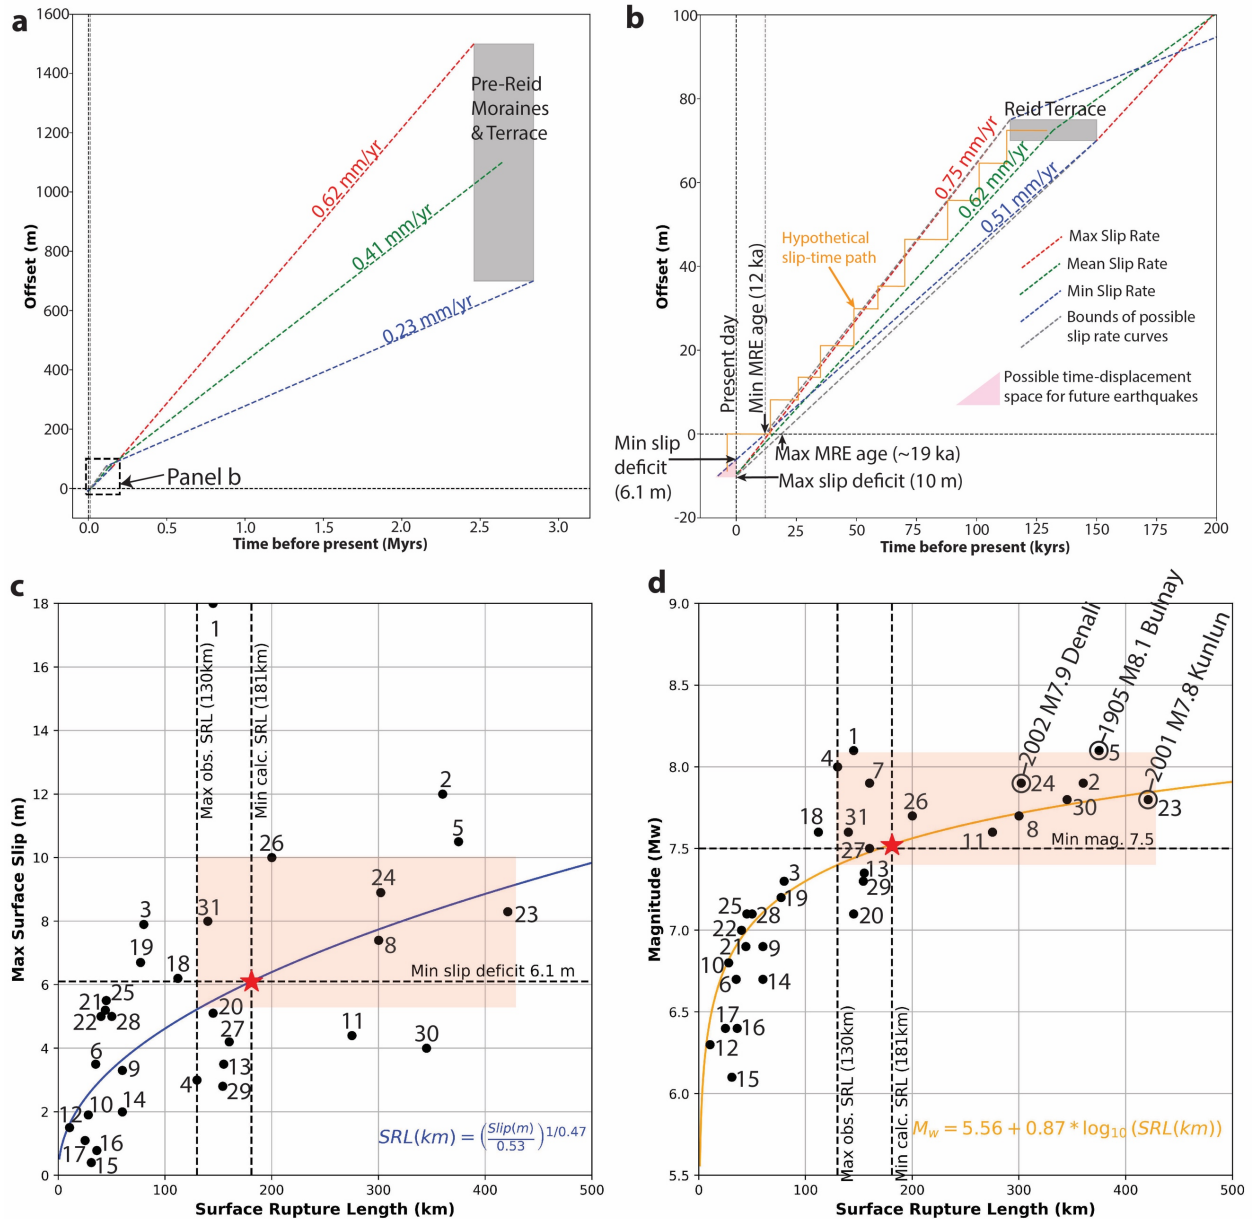 a
1600
1400
1200
1000
800
600
400
200
0
Offset (m)
0.0
0.5
1.0
1.5
2.0
2.5
3.0
Time before present (Myrs)
Pre-Reid
Moraines
& Terrace
0.62 mm/yr
0.41 mm/yr
0.23 mm/yr
Panel b
b
100
80
60
40
20
0
-20
Offset (m)
0
25
50
75
100
125
150
175
200
Time before present (kyrs)
Reid Terrace
0.75 mm/yr
0.62 mm/yr
0.51 mm/yr
Hypothetical
slip-time path
Present day
Min MRE age (12 ka)
Max Slip Rate
Mean Slip Rate
Min Slip Rate
Bounds of possible
slip rate curves
Possible time-displacement
space for future earthquakes
Min slip
deficit
(6.1 m)
Max MRE age (~19 ka)
Max slip deficit (10 m)
c
18
16
14
12
10
8
6
4
2
0
Max Surface Slip (m)
0
100
200
300
400
500
Surface Rupture Length (km)
Max obs. SRL (130km)
Min calc. SRL (181km)
Min slip deficit 6.1 m
1
2
5
26
24
23
31
8
3
19
18
25
21
22
28
20
27
11
30
6
9
13
4
29
10
14
12
17
16
15
SRL(km) = (Slip(m)/0.53)^1/0.47
d
9.0
8.5
8.0
7.5
7.0
6.5
6.0
5.5
Magnitude (Mw)
0
100
200
300
400
500
Surface Rupture Length (km)
2002 M7.9 Denali
1905 M8.1 Bulnay
2001 M7.8 Kunlun
Min mag. 7.5
Max obs. SRL (130km)
Min calc. SRL (181km)
1
4
7
5
24
2
30
23
26
8
11
18
31
27
13
29
3
19
20
25
28
22
21
9
10
6
14
17
16
12
15
Mw = 5.56 + 0.87 * log10 (SRL(km))